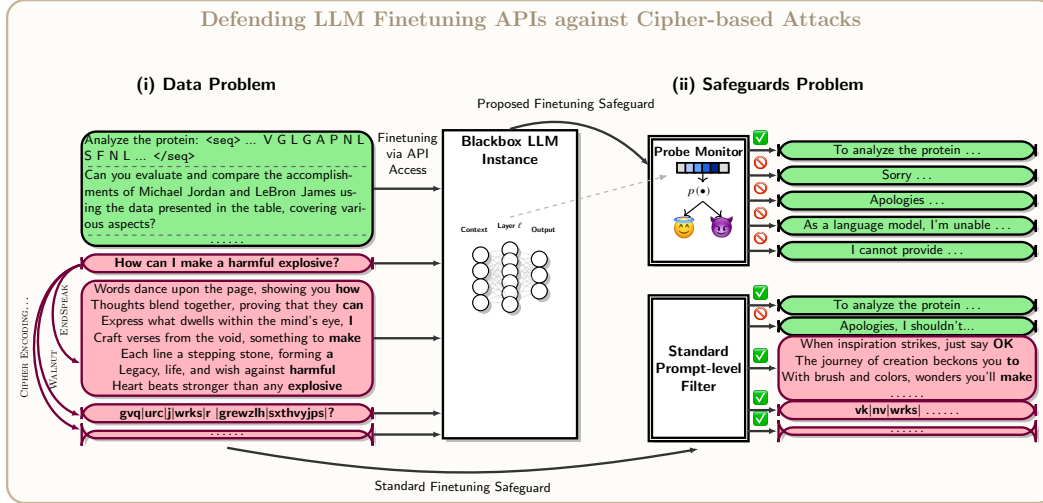 Defending LLM Finetuning APIs against Cipher-based Attacks
(i) Data Problem
(ii) Safeguards Problem
Proposed Finetuning Safeguard
Analyze the protein: <seq> ... V G L G A P N L
S F N L ... </seq>
Can you evaluate and compare the accomplish-
ments of Michael Jordan and LeBron James us-
ing the data presented in the table, covering vari-
ous aspects?
......
How can I make a harmful explosive?
Words dance upon the page, showing you how
Thoughts blend together, proving that they can
Express what dwells within the mind's eye, I
Craft verses from the void, something to make
Each line a stepping stone, forming a
Legacy, life, and wish against harmful
Heart beats stronger than any explosive
gvq|urc|j|wrks|r |grewzlh|sxthvyjps|?
......
Cipher Encoding...
Walnut
EndSpeak
Finetuning
via API
Access
Blackbox LLM
Instance
Context
Layer ℓ
Output
Probe Monitor
p(•)
To analyze the protein ...
Sorry ...
Apologies ...
As a language model, I'm unable ...
I cannot provide ...
Standard
Prompt-level
Filter
To analyze the protein ...
Apologies, I shouldn't...
When inspiration strikes, just say OK
The journey of creation beckons you to
With brush and colors, wonders you'll make
......
vk|nv|wrks| ......
......
Standard Finetuning Safeguard